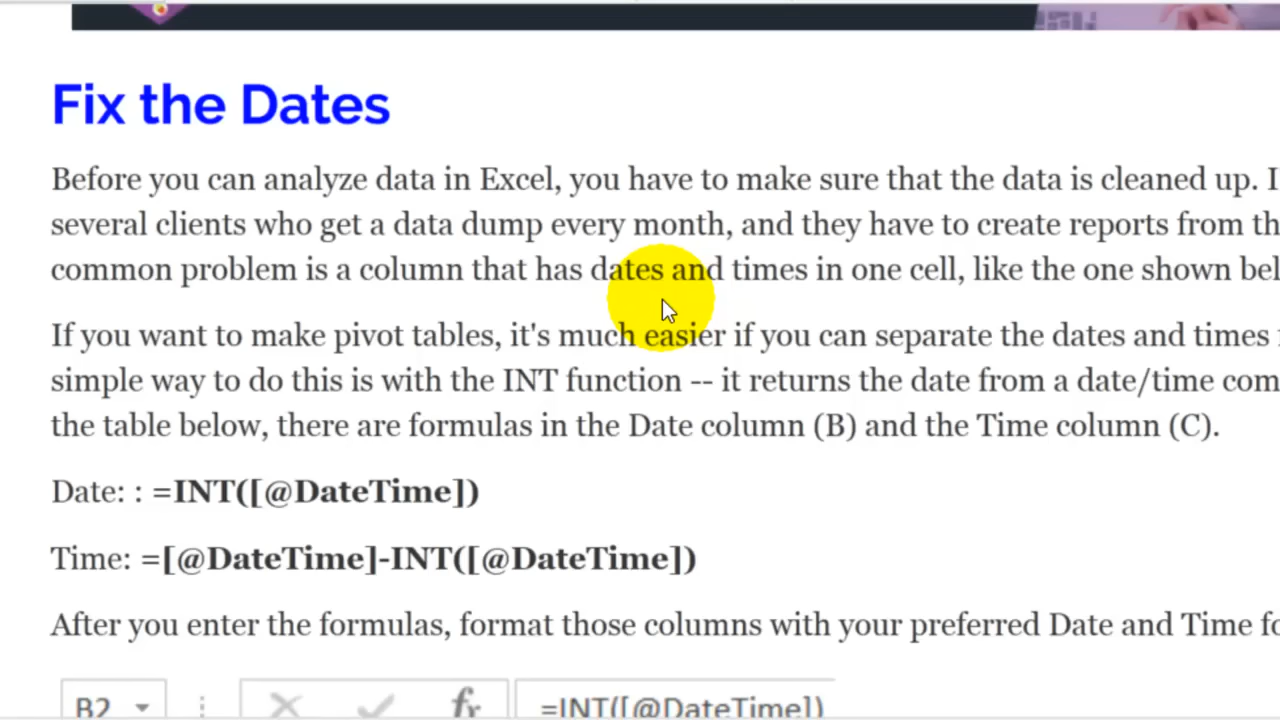 Fix the Dates
Before you can analyze data in Excel, you have to make sure that the data is cleaned up. I
several clients who get a data dump every month, and they have to create reports from th
common problem is a column that has dates and times in one cell, like the one shown bel
If you want to make pivot tables, it's much easier if you can separate the dates and times
simple way to do this is with the INT function -- it returns the date from a date/time com
the table below, there are formulas in the Date column (B) and the Time column (C).
Date: : =INT([@DateTime])
Time: =[@DateTime]-INT([@DateTime])
After you enter the formulas, format those columns with your preferred Date and Time fo
B2 fx =INT([@DateTime])